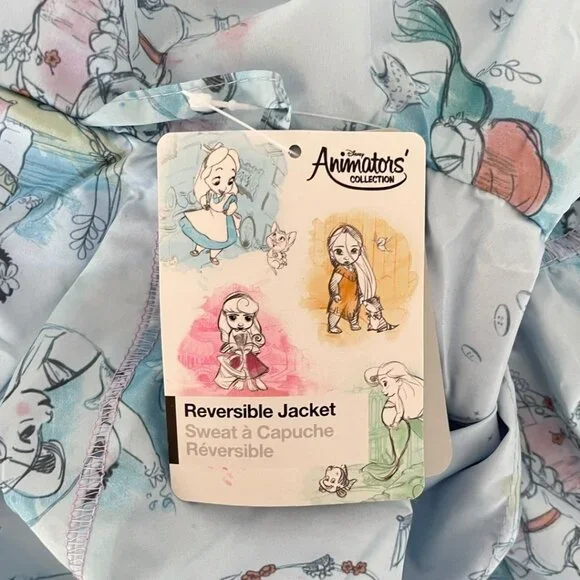 Disney
Animators'
COLLECTION
Reversible Jacket
Sweat à Capuche
Réversible